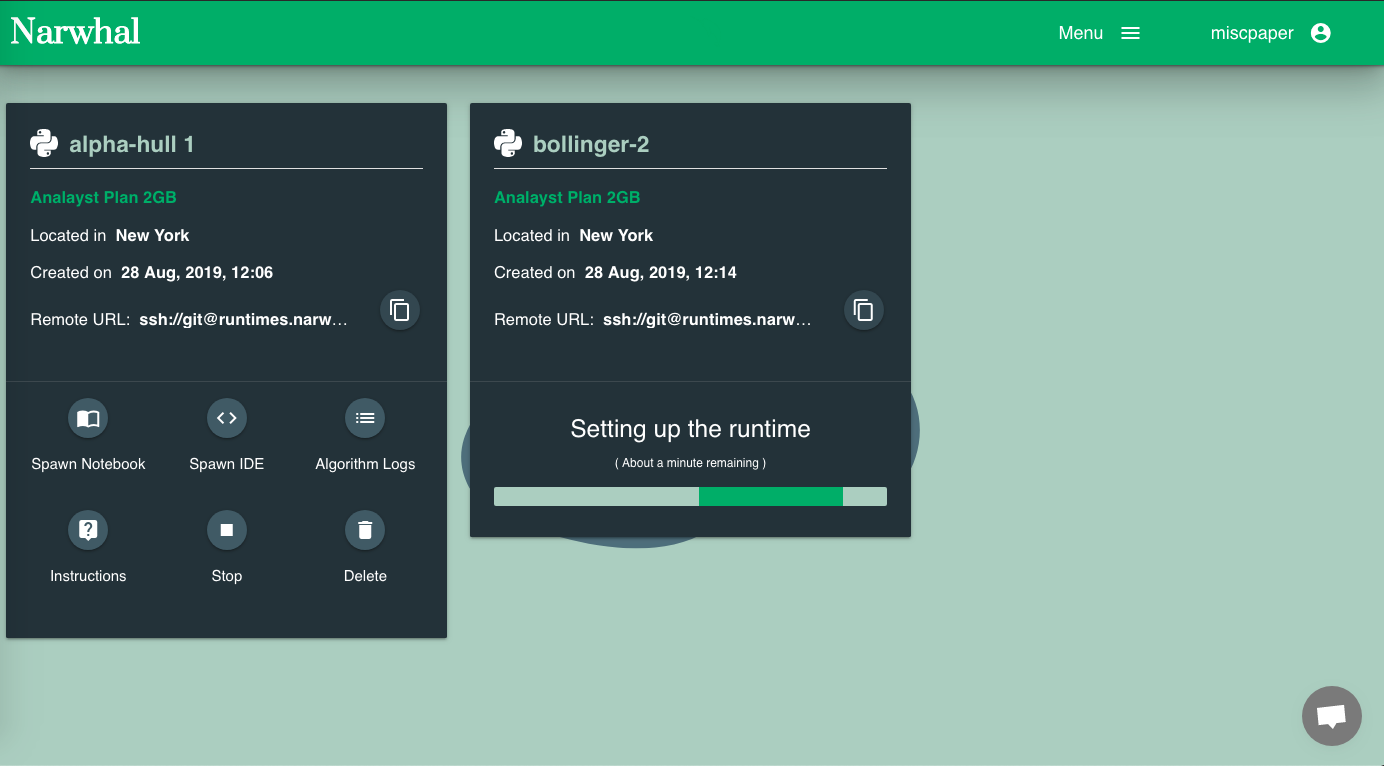 Narwhal
Menu
miscpaper
alpha-hull 1
Analayst Plan 2GB
Located in New York
Created on 28 Aug, 2019, 12:06
Remote URL: ssh://git@runtimes.narw…
Spawn Notebook
Spawn IDE
Algorithm Logs
Instructions
Stop
Delete
bollinger-2
Analayst Plan 2GB
Located in New York
Created on 28 Aug, 2019, 12:14
Remote URL: ssh://git@runtimes.narw…
Setting up the runtime
( About a minute remaining )